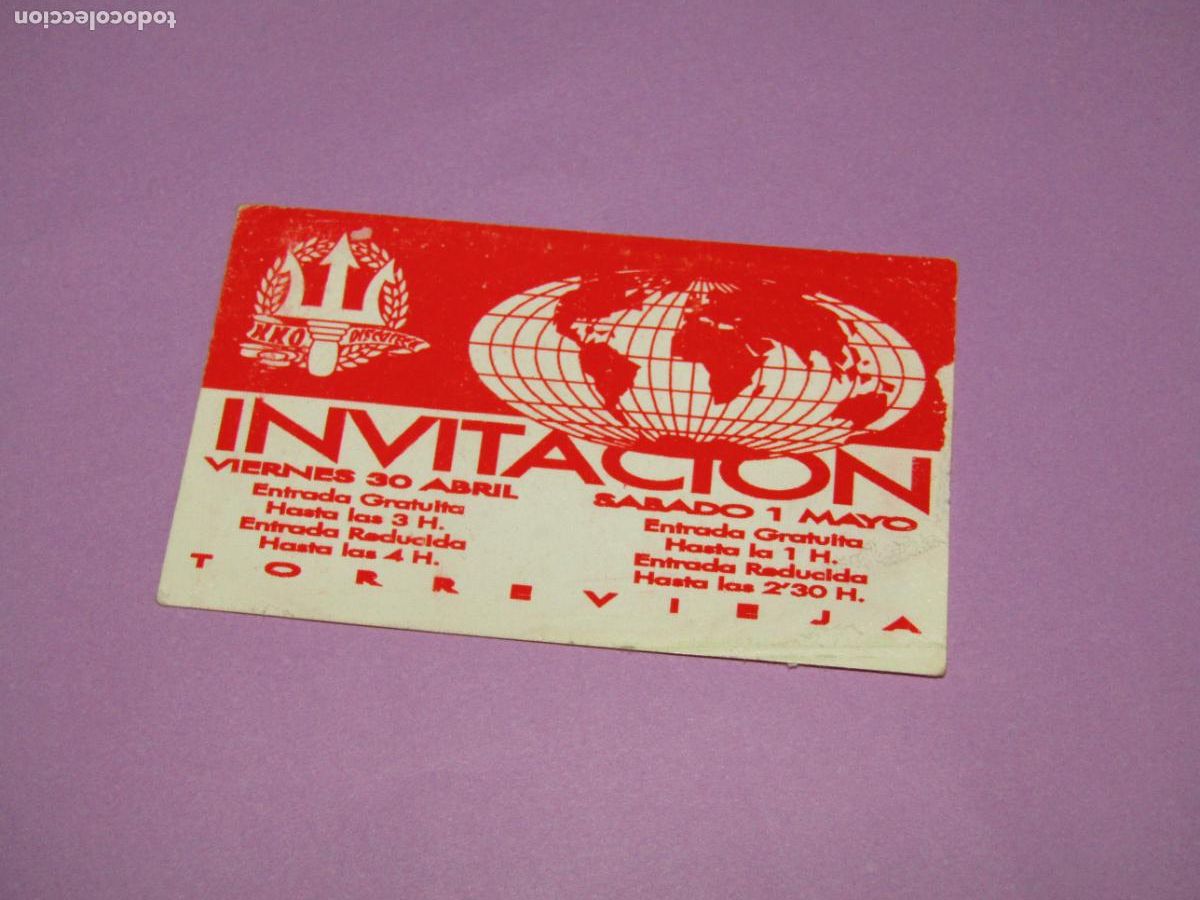 todocoleccion
INVITACION
VIERNES 30 ABRIL
Entrada Gratuita
Hasta las 3 H.
Entrada Reducida
Hasta las 4 H.
SABADO 1 MAYO
Entrada Gratuita
Hasta la 1 H.
Entrada Reducida
Hasta las 2'30 H.
TORREVIEJA